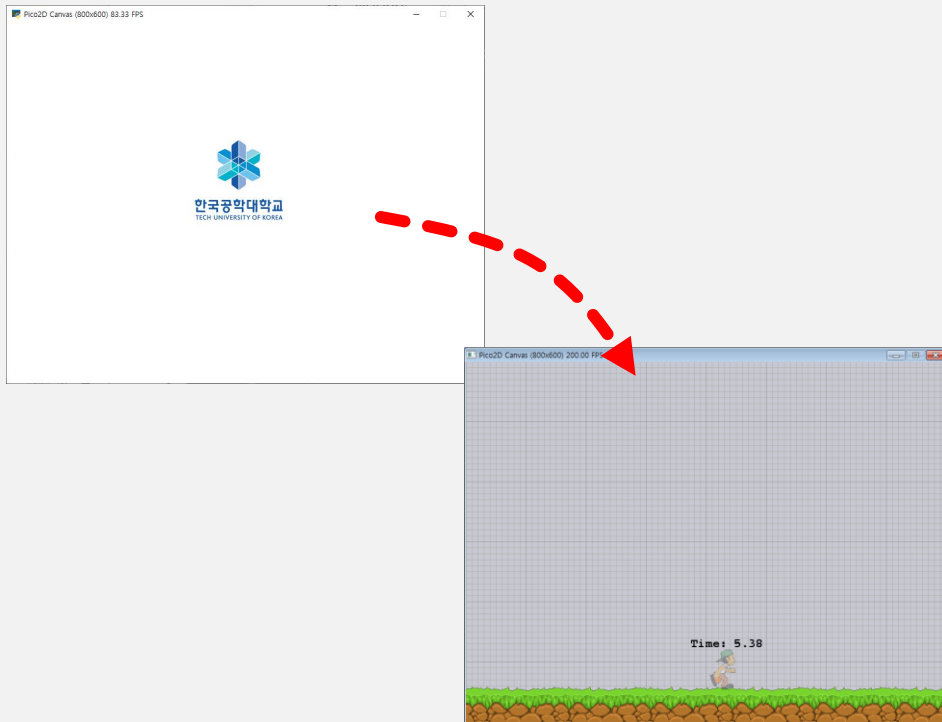 Pico2D Canvas (800x600) 83.33 FPS
한국공학대학교
TECH UNIVERSITY OF KOREA
Pico2D Canvas (800x600) 200.00 FPS
Time: 5.38